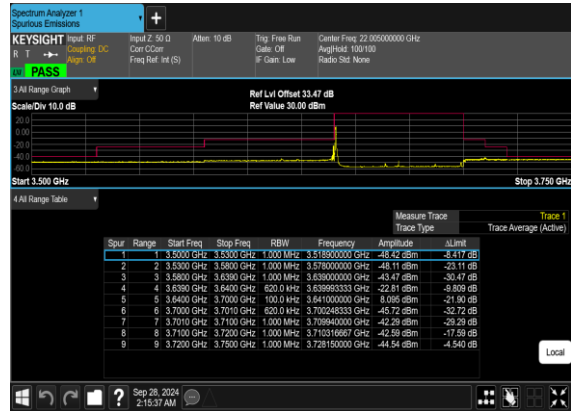 Spectrum Analyzer 1
Spurious Emissions
KEYSIGHT Input: RF Input Z: 50 Ω Atten: 10 dB Trig: Free Run Center Freq: 22.005000000 GHz
R T Coupling: DC Corr CCorr Gate: Off Avg|Hold: 100/100
Align: Off Freq Ref: Int (S) IF Gain: Low Radio Std: None
PASS
3 All Range Graph
Ref Lvl Offset 33.47 dB
Scale/Div 10.0 dB Ref Value 30.00 dBm
20.0
0.00
-20.0
-40.0
-60.0
Start 3.500 GHz Stop 3.750 GHz
4 All Range Table
Measure Trace Trace 1
Trace Type Trace Average (Active)
Spur Range Start Freq Stop Freq RBW Frequency Amplitude ΔLimit
1 1 3.5000 GHz 3.5300 GHz 1.000 MHz 3.518900000 GHz -48.42 dBm -8.417 dB
2 2 3.5300 GHz 3.5800 GHz 1.000 MHz 3.578000000 GHz -48.11 dBm -23.11 dB
3 3 3.5800 GHz 3.6390 GHz 1.000 MHz 3.639000000 GHz -43.47 dBm -30.47 dB
4 4 3.6390 GHz 3.6400 GHz 620.0 kHz 3.639993333 GHz -22.81 dBm -9.809 dB
5 5 3.6400 GHz 3.7000 GHz 100.0 kHz 3.641000000 GHz 8.095 dBm -21.90 dB
6 6 3.7000 GHz 3.7010 GHz 620.0 kHz 3.700248333 GHz -45.72 dBm -32.72 dB
7 7 3.7010 GHz 3.7100 GHz 1.000 MHz 3.709940000 GHz -42.29 dBm -29.29 dB
8 8 3.7100 GHz 3.7200 GHz 1.000 MHz 3.710316667 GHz -42.59 dBm -17.59 dB
9 9 3.7200 GHz 3.7500 GHz 1.000 MHz 3.728150000 GHz -44.54 dBm -4.540 dB
Local
Sep 28, 2024
2:15:37 AM